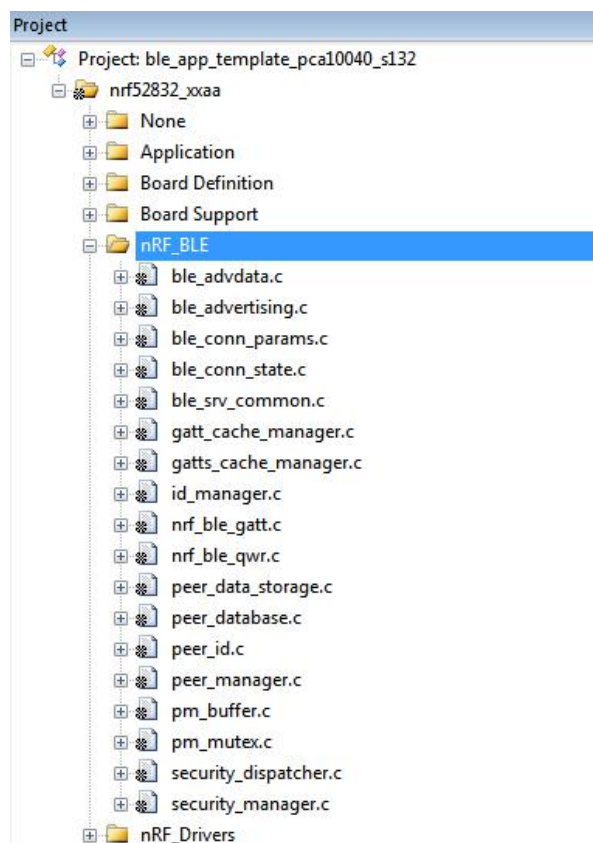 Project
Project: ble_app_template_pca10040_s132
nrf52832_xxaa
None
Application
Board Definition
Board Support
nRF_BLE
ble_advdata.c
ble_advertising.c
ble_conn_params.c
ble_conn_state.c
ble_srv_common.c
gatt_cache_manager.c
gatts_cache_manager.c
id_manager.c
nrf_ble_gatt.c
nrf_ble_qwr.c
peer_data_storage.c
peer_database.c
peer_id.c
peer_manager.c
pm_buffer.c
pm_mutex.c
security_dispatcher.c
security_manager.c
nRF_Drivers